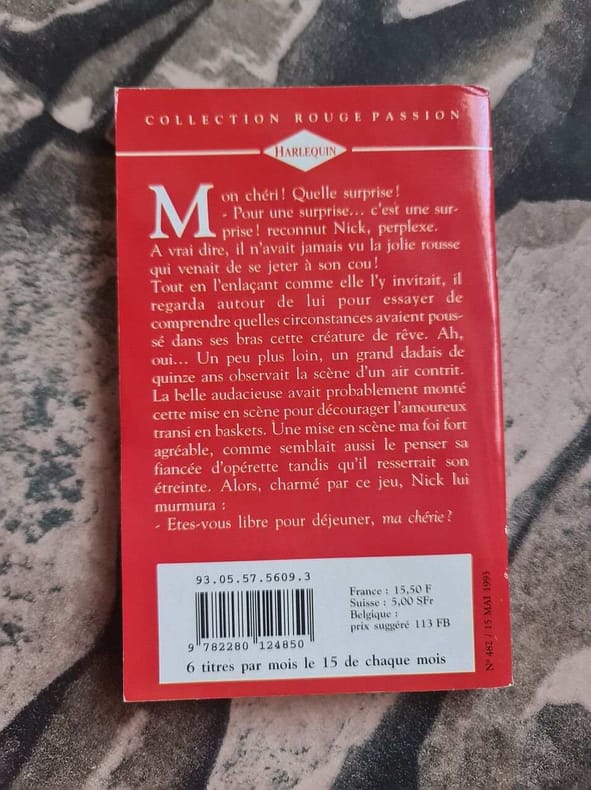 COLLECTION ROUGE PASSION
HARLEQUIN
Mon chéri ! Quelle surprise !
- Pour une surprise... c'est une sur-
prise ! reconnut Nick, perplexe.
A vrai dire, il n'avait jamais vu la jolie rousse
qui venait de se jeter à son cou !
Tout en l'enlaçant comme elle l'y invitait, il
regarda autour de lui pour essayer de
comprendre quelles circonstances avaient pous-
sé dans ses bras cette créature de rêve. Ah,
oui... Un peu plus loin, un grand dadais de
quinze ans observait la scène d'un air contrit.
La belle audacieuse avait probablement monté
cette mise en scène pour décourager l'amoureux
transi en baskets. Une mise en scène ma foi fort
agréable, comme semblait aussi le penser sa
fiancée d'opérette tandis qu'il resserrait son
étreinte. Alors, charmé par ce jeu, Nick lui
murmura :
- Etes-vous libre pour déjeuner, ma chérie ?
93.05.57.5609.3
9 782280 124850
France : 15,50 F
Suisse : 5,00 SFr
Belgique :
prix suggéré 113 FB
6 titres par mois le 15 de chaque mois
N° 482 / 15 MAI 1993